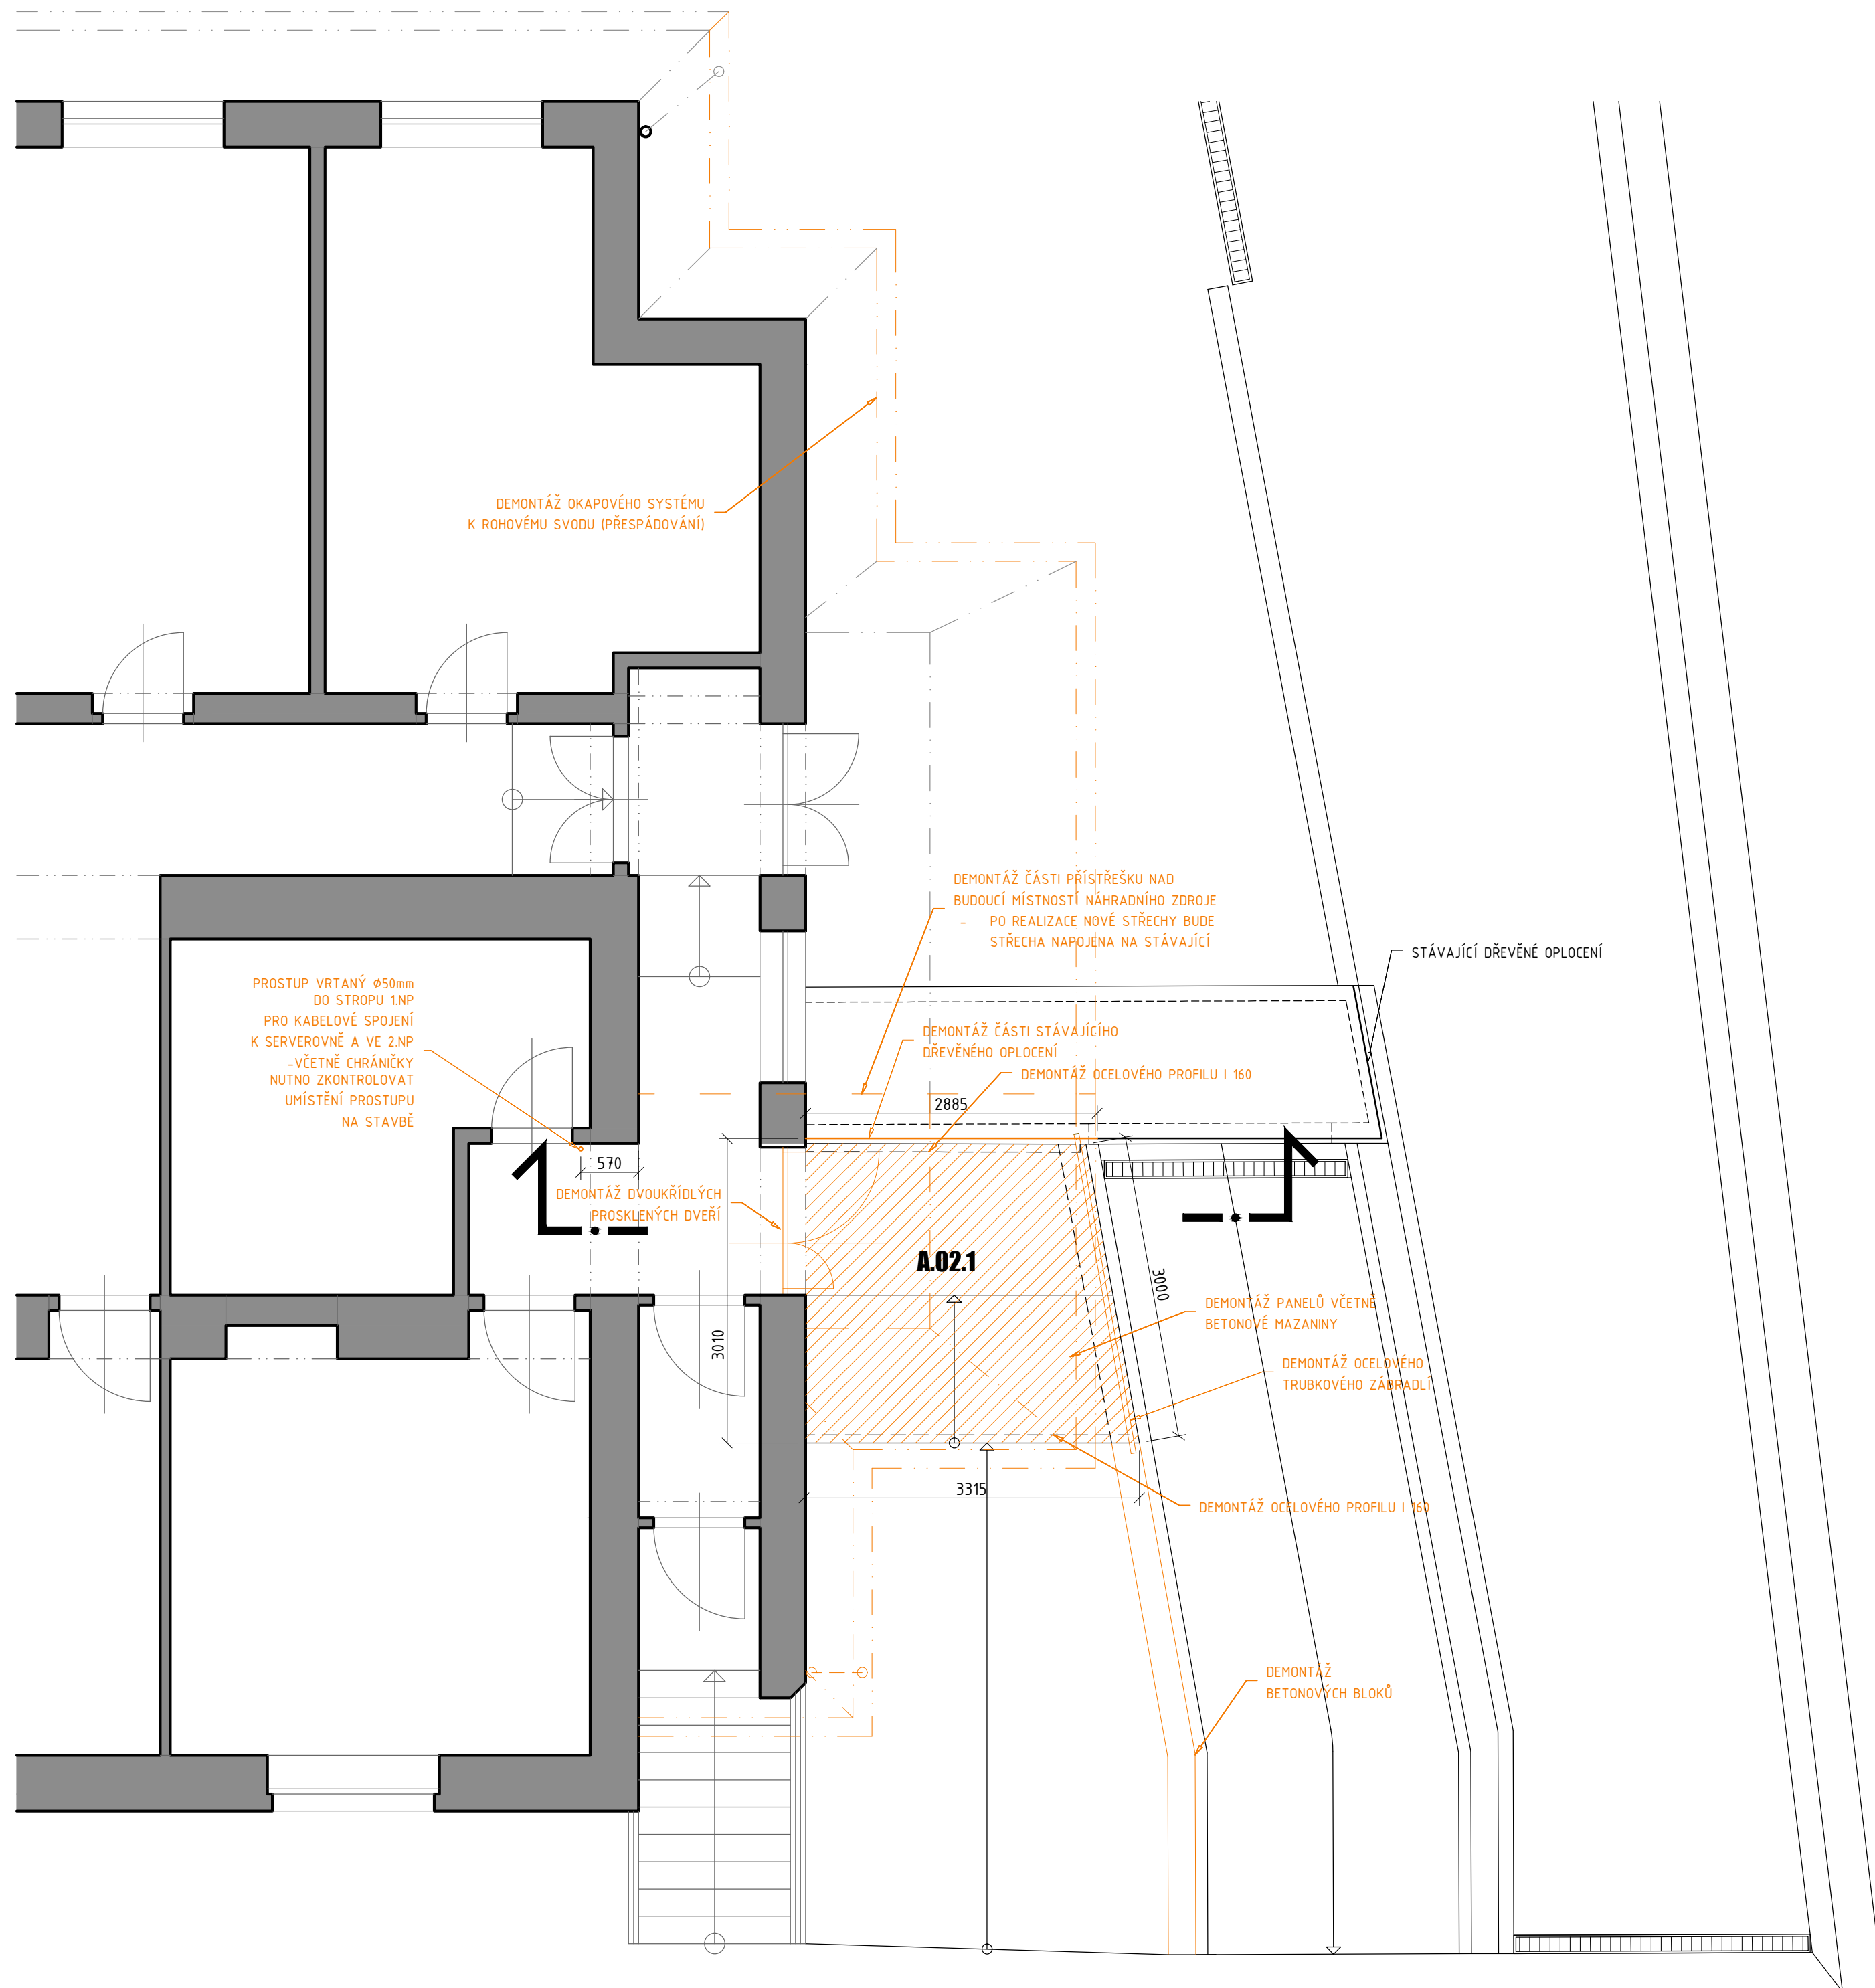 DEMONTÁŽ OKAPOVÉHO SYSTÉMU
K ROHOVÉMU SVODU (PŘESPÁDOVÁNÍ)
DEMONTÁŽ ČÁSTI PŘÍSTŘEŠKU NAD
BUDOUCÍ MÍSTNOSTÍ NÁHRADNÍHO ZDROJE
- PO REALIZACE NOVÉ STŘECHY BUDE
STŘECHA NAPOJENA NA STÁVAJÍCÍ
STÁVAJÍCÍ DŘEVĚNÉ OPLOCENÍ
PROSTUP VRTANÝ Ø50mm
DO STROPU 1.NP
PRO KABELOVÉ SPOJENÍ
K SERVEROVNĚ A VE 2.NP
-VČETNĚ CHRÁNIČKY
NUTNO ZKONTROLOVAT
UMÍSTĚNÍ PROSTUPU
NA STAVBĚ
DEMONTÁŽ ČÁSTI STÁVAJÍCÍHO
DŘEVĚNÉHO OPLOCENÍ
DEMONTÁŽ OCELOVÉHO PROFILU I 160
2885
570
DEMONTÁŽ DVOUKŘÍDLÝCH
PROSKLENÝCH DVEŘÍ
A.02.1
3000
3010
DEMONTÁŽ PANELŮ VČETNĚ
BETONOVÉ MAZANINY
DEMONTÁŽ OCELOVÉHO
TRUBKOVÉHO ZÁBRADLÍ
3315
DEMONTÁŽ OCELOVÉHO PROFILU I 160
DEMONTÁŽ
BETONOVÝCH BLOKŮ